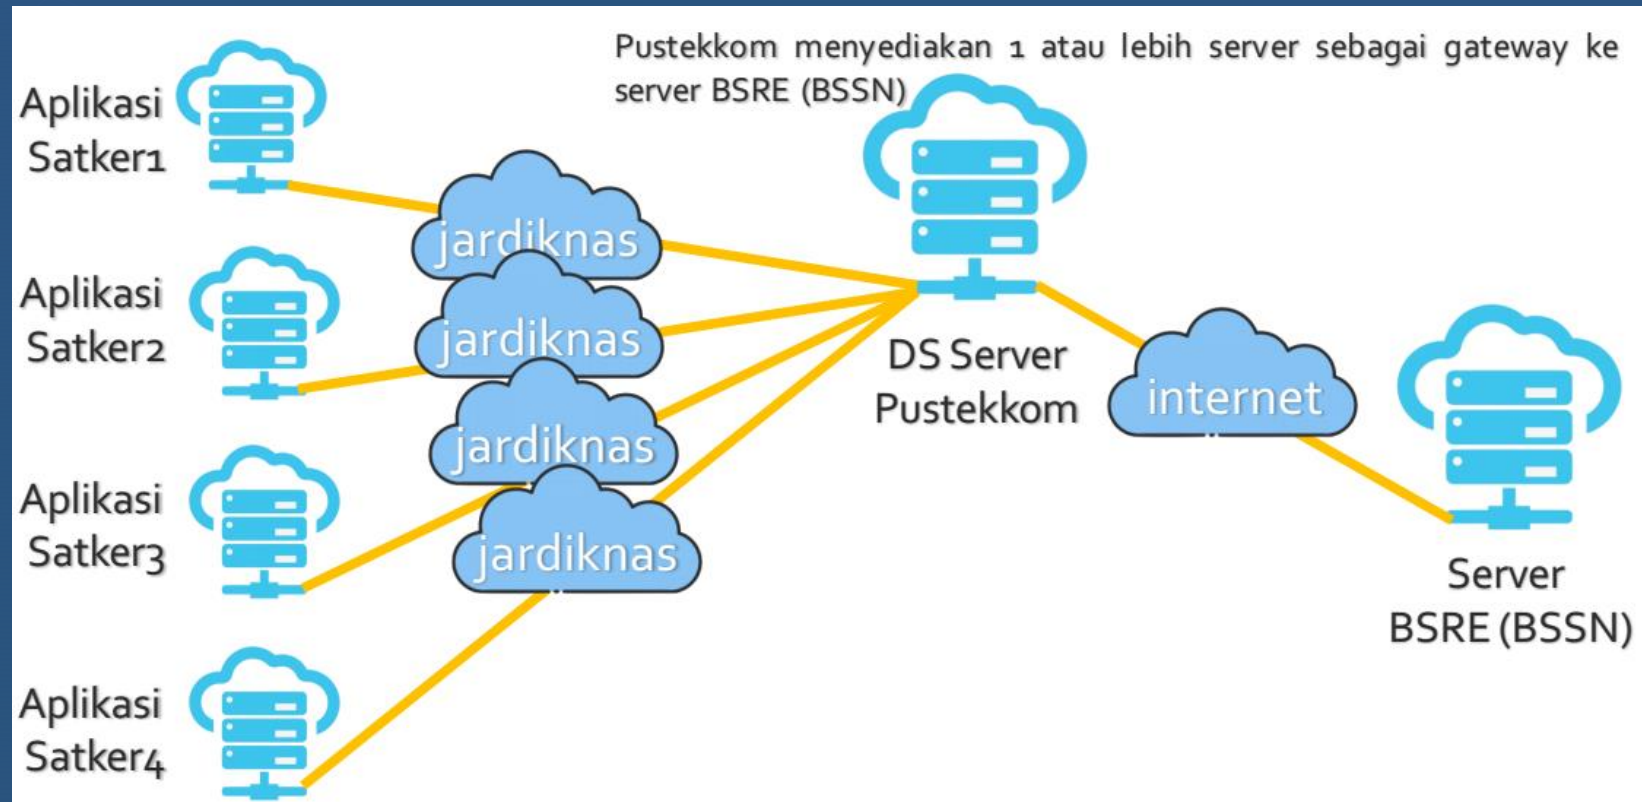 Pustekkom menyediakan 1 atau lebih server sebagai gateway ke
server BSRE (BSSN)
Aplikasi
Satker1
jardiknas
Aplikasi
Satker2
jardiknas
DS Server
Pustekkom
internet
jardiknas
Aplikasi
Satker3
jardiknas
Server
BSRE (BSSN)
Aplikasi
Satker4